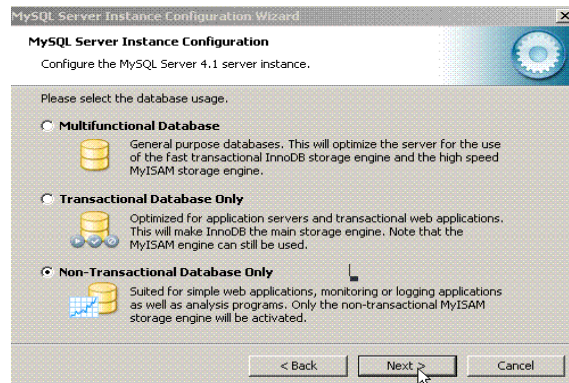 MySQL Server Instance Configuration Wizard
MySQL Server Instance Configuration
Configure the MySQL Server 4.1 server instance.
Please select the database usage.
Multifunctional Database
General purpose databases. This will optimize the server for the use
of the fast transactional InnoDB storage engine and the high speed
MyISAM storage engine.
Transactional Database Only
Optimized for application servers and transactional web applications.
This will make InnoDB the main storage engine. Note that the
MyISAM engine can still be used.
Non-Transactional Database Only
Suited for simple web applications, monitoring or logging applications
as well as analysis programs. Only the non-transactional MyISAM
storage engine will be activated.
< Back
Next >
Cancel